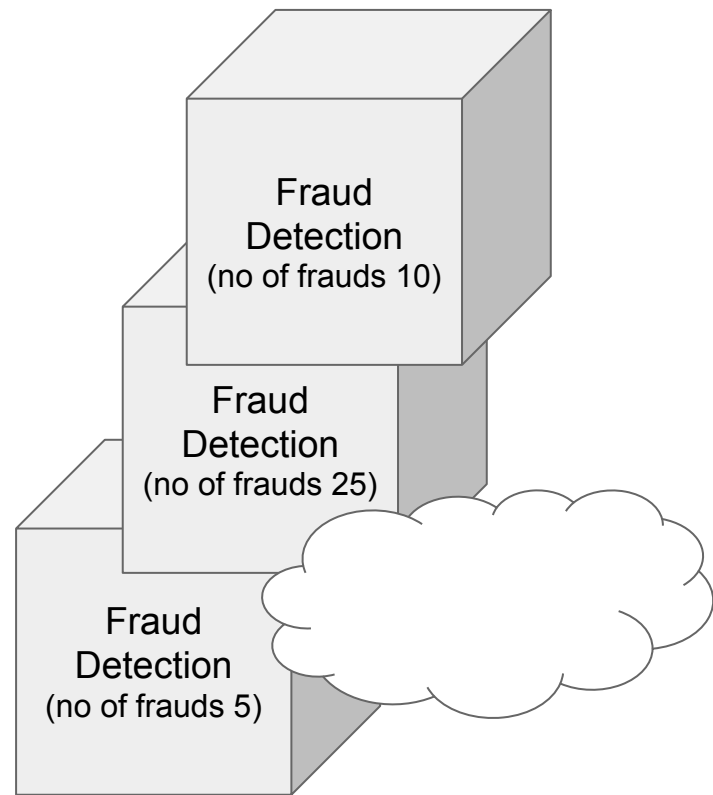 Fraud
Detection
(no of frauds 10)
Fraud
Detection
(no of frauds 25)
Fraud
Detection
(no of frauds 5)